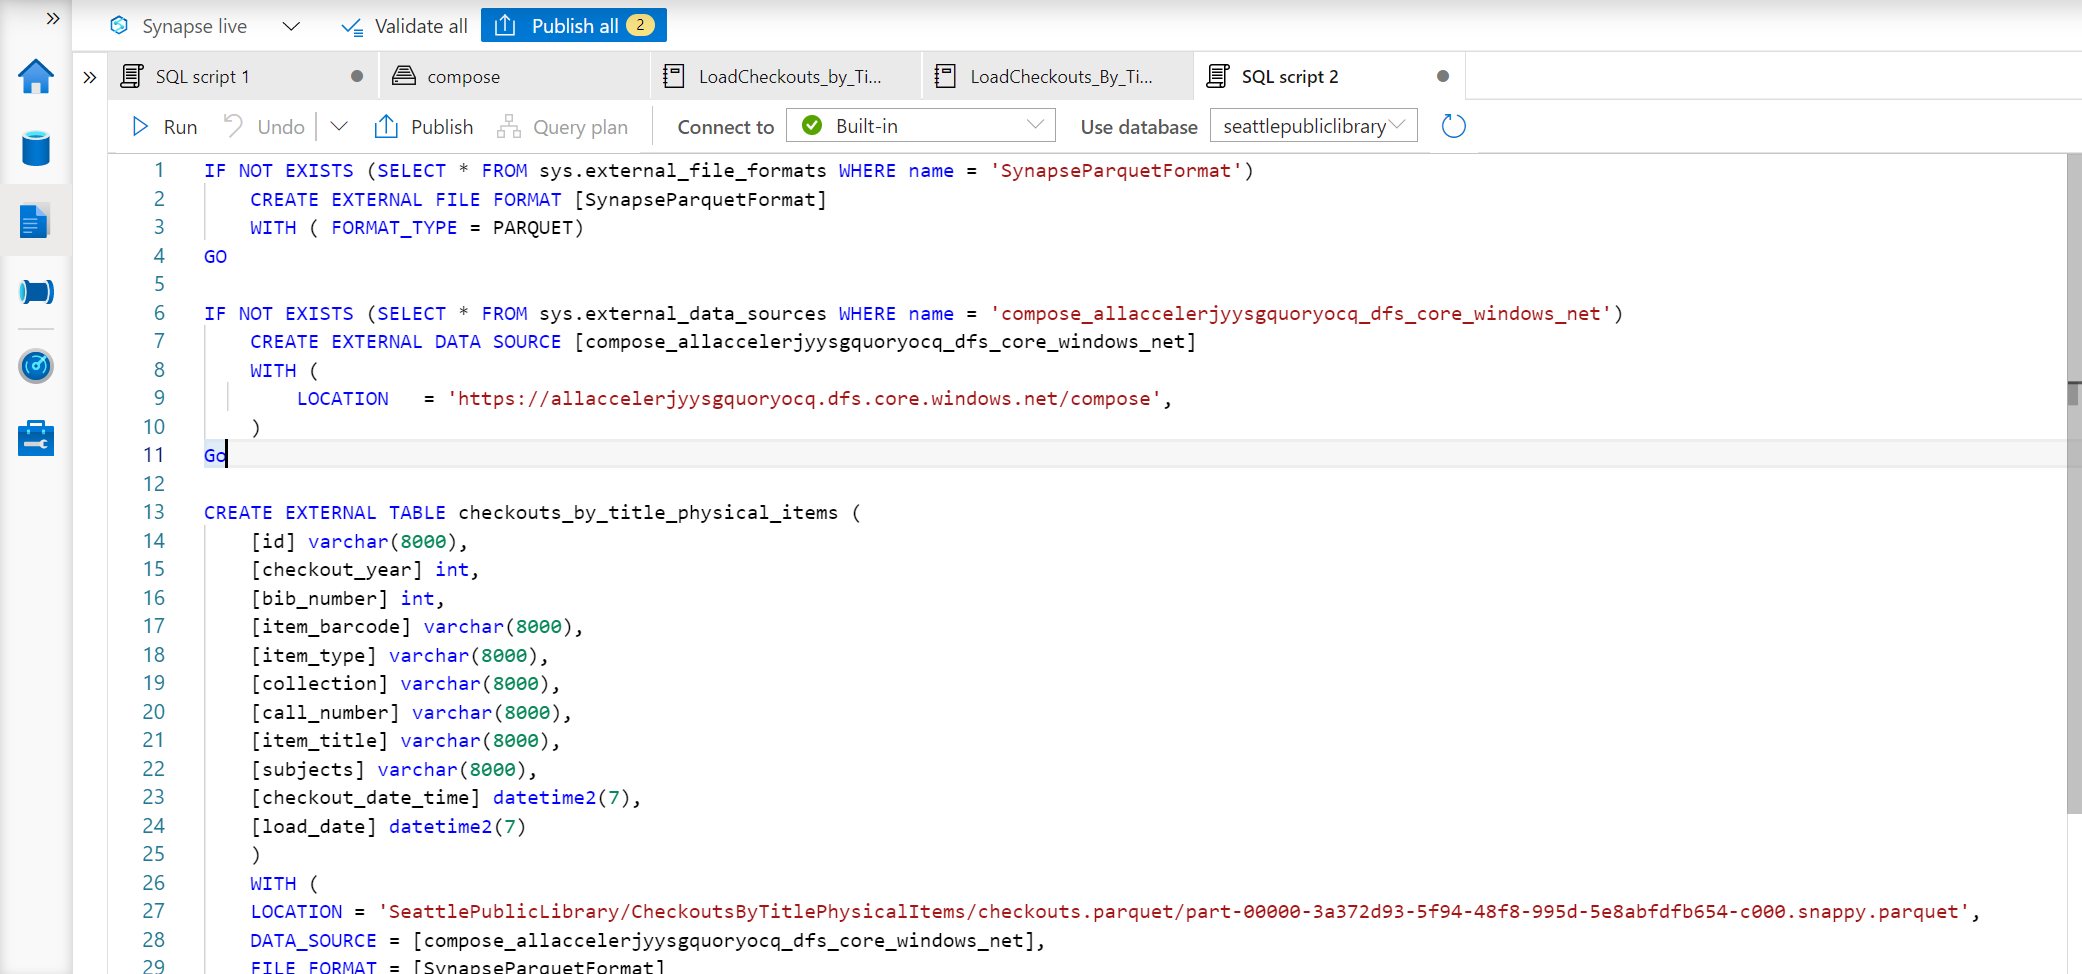 Synapse live Validate all Publish all 2
SQL script 1 compose LoadCheckouts_by_Ti... LoadCheckouts_By_Ti... SQL script 2
Run Undo Publish Query plan Connect to Built-in Use database seattlepubliclibrary
1 IF NOT EXISTS (SELECT * FROM sys.external_file_formats WHERE name = 'SynapseParquetFormat')
2 CREATE EXTERNAL FILE FORMAT [SynapseParquetFormat]
3 WITH ( FORMAT_TYPE = PARQUET)
4 GO
5
6 IF NOT EXISTS (SELECT * FROM sys.external_data_sources WHERE name = 'compose_allaccelerjyysgquoryocq_dfs_core_windows_net')
7 CREATE EXTERNAL DATA SOURCE [compose_allaccelerjyysgquoryocq_dfs_core_windows_net]
8 WITH (
9 LOCATION = 'https://allaccelerjyysgquoryocq.dfs.core.windows.net/compose',
10 )
11 Go
12
13 CREATE EXTERNAL TABLE checkouts_by_title_physical_items (
14 [id] varchar(8000),
15 [checkout_year] int,
16 [bib_number] int,
17 [item_barcode] varchar(8000),
18 [item_type] varchar(8000),
19 [collection] varchar(8000),
20 [call_number] varchar(8000),
21 [item_title] varchar(8000),
22 [subjects] varchar(8000),
23 [checkout_date_time] datetime2(7),
24 [load_date] datetime2(7)
25 )
26 WITH (
27 LOCATION = 'SeattlePublicLibrary/CheckoutsByTitlePhysicalItems/checkouts.parquet/part-00000-3a372d93-5f94-48f8-995d-5e8abfdfb654-c000.snappy.parquet',
28 DATA_SOURCE = [compose_allaccelerjyysgquoryocq_dfs_core_windows_net],
29 FILE_FORMAT = [SynapseParquetFormat]